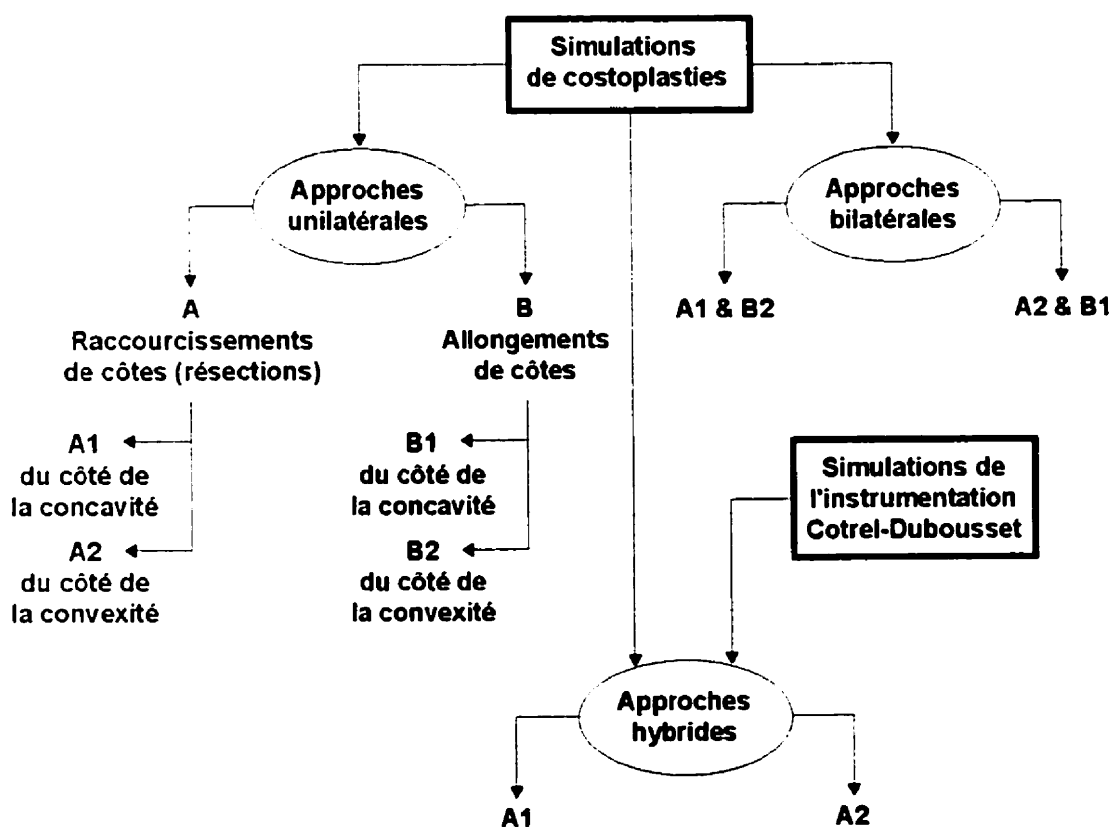 Simulations
de costoplasties
Approches
unilatérales
Approches
bilatérales
A
Raccourcissements
de côtes (résections)
B
Allongements
de côtes
A1 & B2
A2 & B1
A1
du côté de
la concavité
A2
du côté de
la convexité
B1
du côté de
la concavité
B2
du côté de
la convexité
Simulations de
l'instrumentation
Cotrel-Dubousset
Approches
hybrides
A1
A2